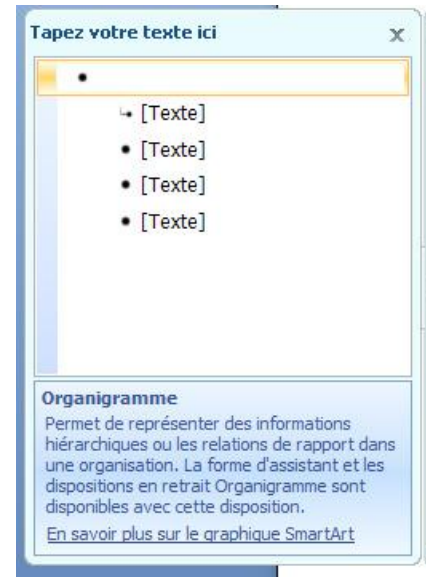 Tapez votre texte ici
[Texte]
[Texte]
[Texte]
[Texte]
Organigramme
Permet de représenter des informations
hiérarchiques ou les relations de rapport dans
une organisation. La forme d'assistant et les
dispositions en retrait Organigramme sont
disponibles avec cette disposition.
En savoir plus sur le graphique SmartArt